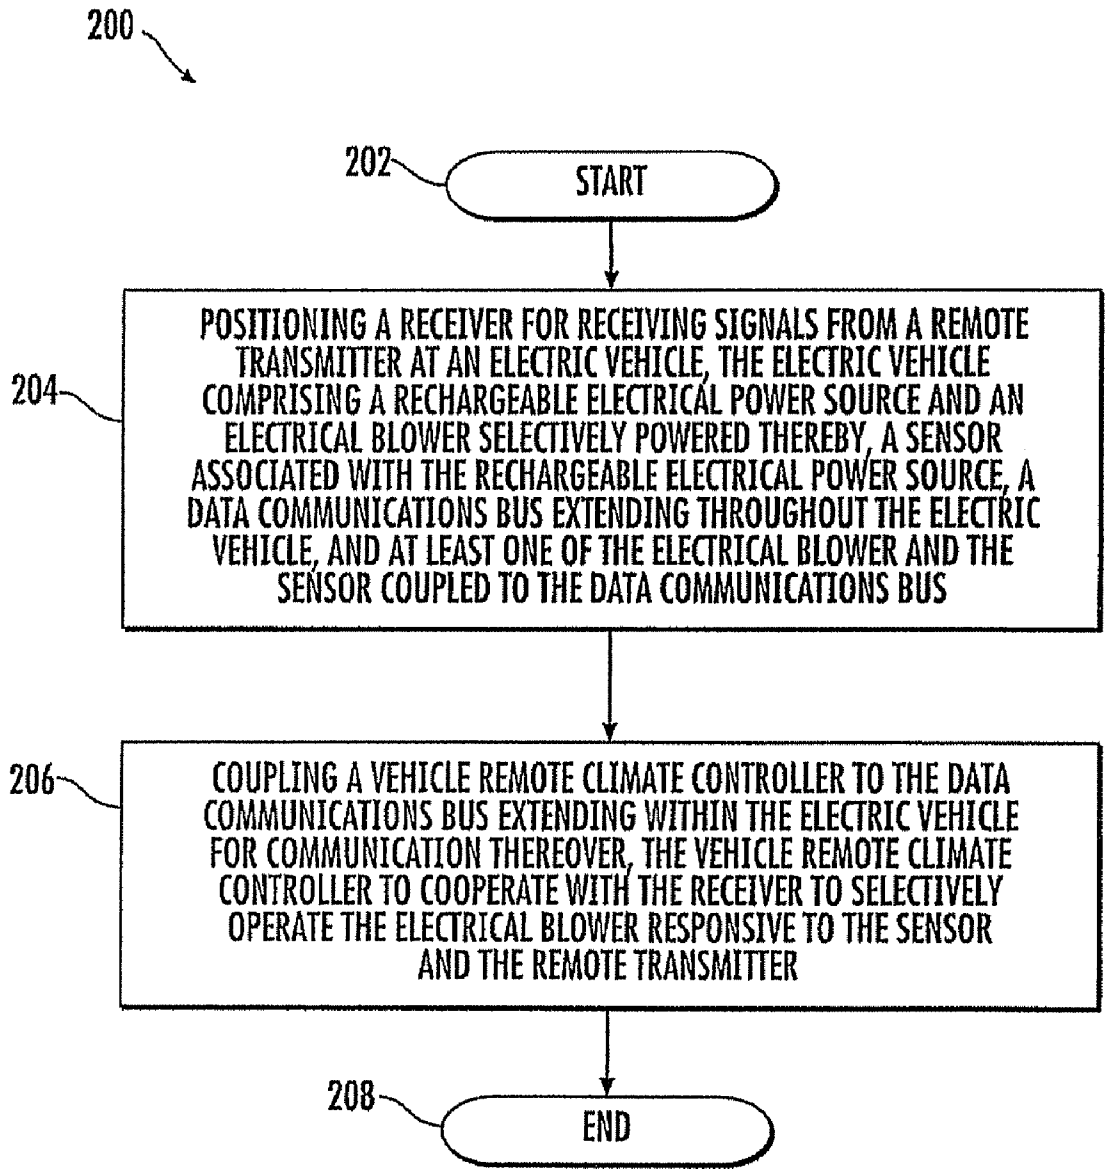 200
202
START
204
POSITIONING A RECEIVER FOR RECEIVING SIGNALS FROM A REMOTE
TRANSMITTER AT AN ELECTRIC VEHICLE, THE ELECTRIC VEHICLE
COMPRISING A RECHARGEABLE ELECTRICAL POWER SOURCE AND AN
ELECTRICAL BLOWER SELECTIVELY POWERED THEREBY, A SENSOR
ASSOCIATED WITH THE RECHARGEABLE ELECTRICAL POWER SOURCE, A
DATA COMMUNICATIONS BUS EXTENDING THROUGHOUT THE ELECTRIC
VEHICLE, AND AT LEAST ONE OF THE ELECTRICAL BLOWER AND THE
SENSOR COUPLED TO THE DATA COMMUNICATIONS BUS
206
COUPLING A VEHICLE REMOTE CLIMATE CONTROLLER TO THE DATA
COMMUNICATIONS BUS EXTENDING WITHIN THE ELECTRIC VEHICLE
FOR COMMUNICATION THEREOVER, THE VEHICLE REMOTE CLIMATE
CONTROLLER TO COOPERATE WITH THE RECEIVER TO SELECTIVELY
OPERATE THE ELECTRICAL BLOWER RESPONSIVE TO THE SENSOR
AND THE REMOTE TRANSMITTER
208
END